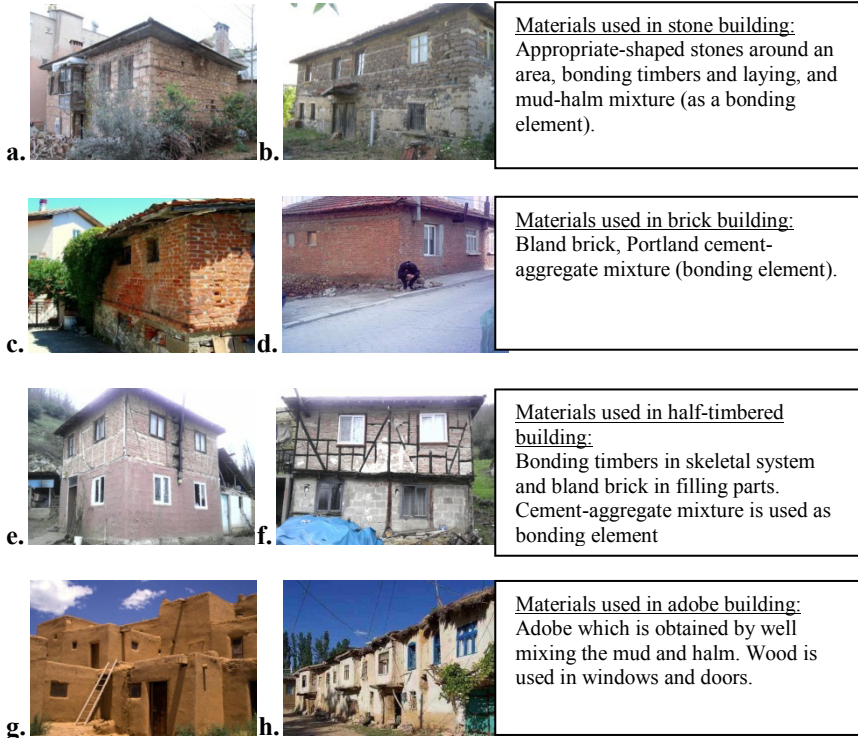 a.
b.
Materials used in stone building:
Appropriate-shaped stones around an
area, bonding timbers and laying, and
mud-halm mixture (as a bonding
element).
c.
d.
Materials used in brick building:
Bland brick, Portland cement-
aggregate mixture (bonding element).
e.
f.
Materials used in half-timbered
building:
Bonding timbers in skeletal system
and bland brick in filling parts.
Cement-aggregate mixture is used as
bonding element
g.
h.
Materials used in adobe building:
Adobe which is obtained by well
mixing the mud and halm. Wood is
used in windows and doors.